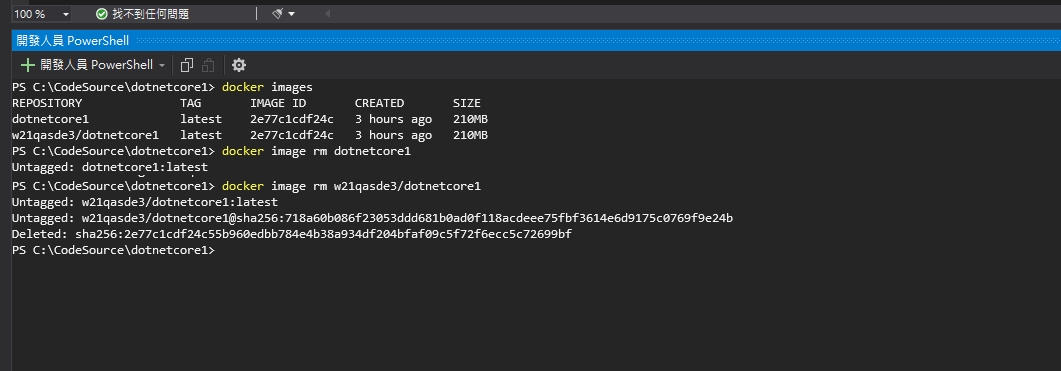 100 % 找不到任何問題
開發人員 PowerShell
開發人員 PowerShell
PS C:\CodeSource\dotnetcore1> docker images
REPOSITORY TAG IMAGE ID CREATED SIZE
dotnetcore1 latest 2e77c1cdf24c 3 hours ago 210MB
w21qasde3/dotnetcore1 latest 2e77c1cdf24c 3 hours ago 210MB
PS C:\CodeSource\dotnetcore1> docker image rm dotnetcore1
Untagged: dotnetcore1:latest
PS C:\CodeSource\dotnetcore1> docker image rm w21qasde3/dotnetcore1
Untagged: w21qasde3/dotnetcore1:latest
Untagged: w21qasde3/dotnetcore1@sha256:718a60b086f23053ddd681b0ad0f118acdeee75fbf3614e6d9175c0769f9e24b
Deleted: sha256:2e77c1cdf24c55b960edbb784e4b38a934df204bfaf09c5f72f6ecc5c72699bf
PS C:\CodeSource\dotnetcore1>